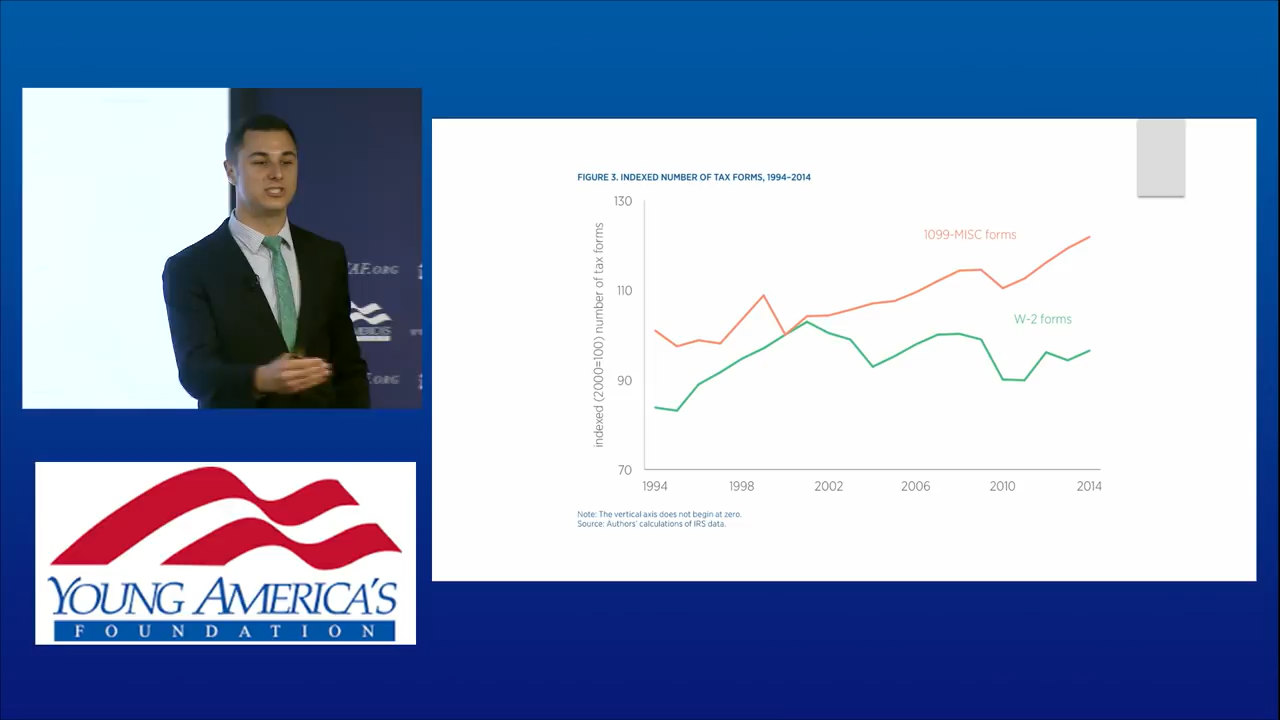 AF.ORG
YOUNG AMERICA'S
FOUNDATION
FIGURE 3. INDEXED NUMBER OF TAX FORMS, 1994–2014
indexed (2000=100) number of tax forms
130
110
90
70
1099-MISC forms
W-2 forms
1994 1998 2002 2006 2010 2014
Note: The vertical axis does not begin at zero.
Source: Authors' calculations of IRS data.